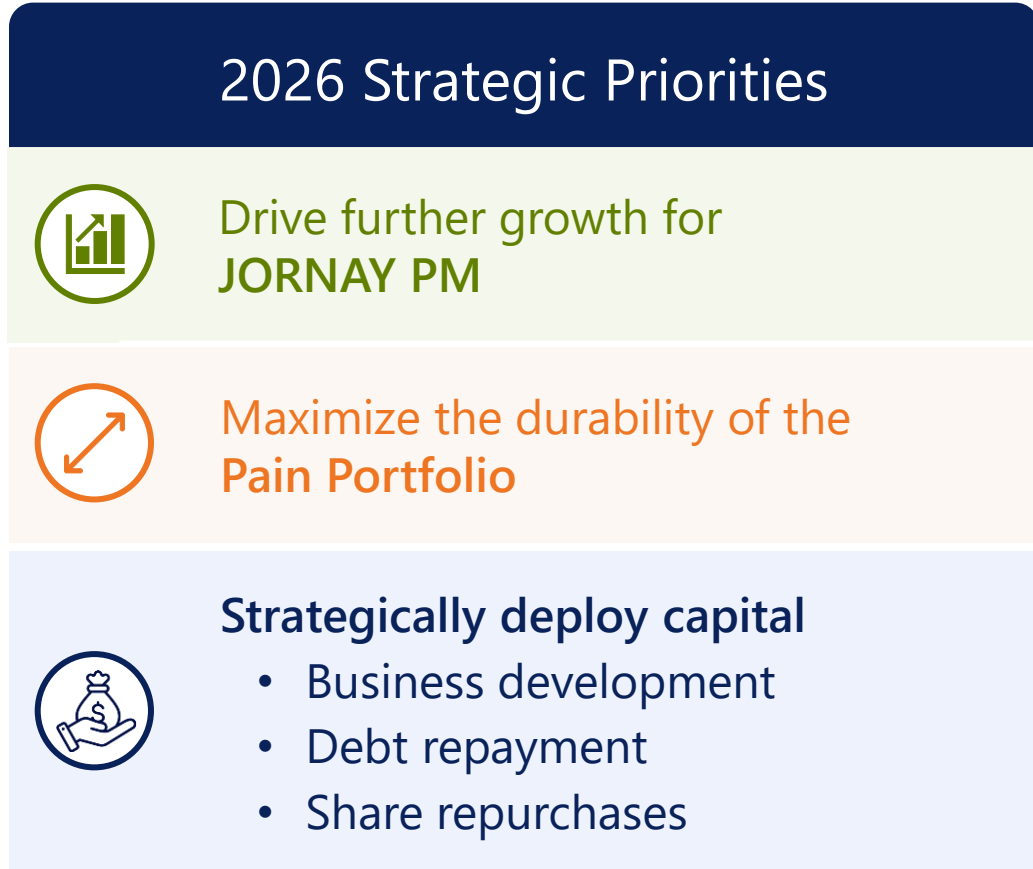 2026 Strategic Priorities
Drive further growth for
JORNAY PM
Maximize the durability of the
Pain Portfolio
$
Strategically deploy capital
• Business development
• Debt repayment
• Share repurchases